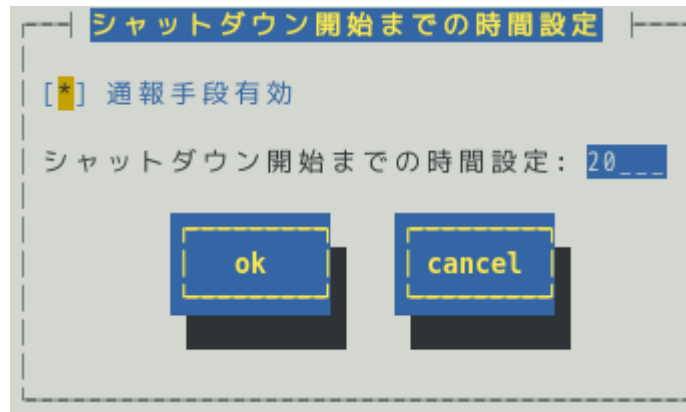 シャットダウン開始までの時間設定
[*] 通報手段有効
シャットダウン開始までの時間設定: 20___
ok cancel